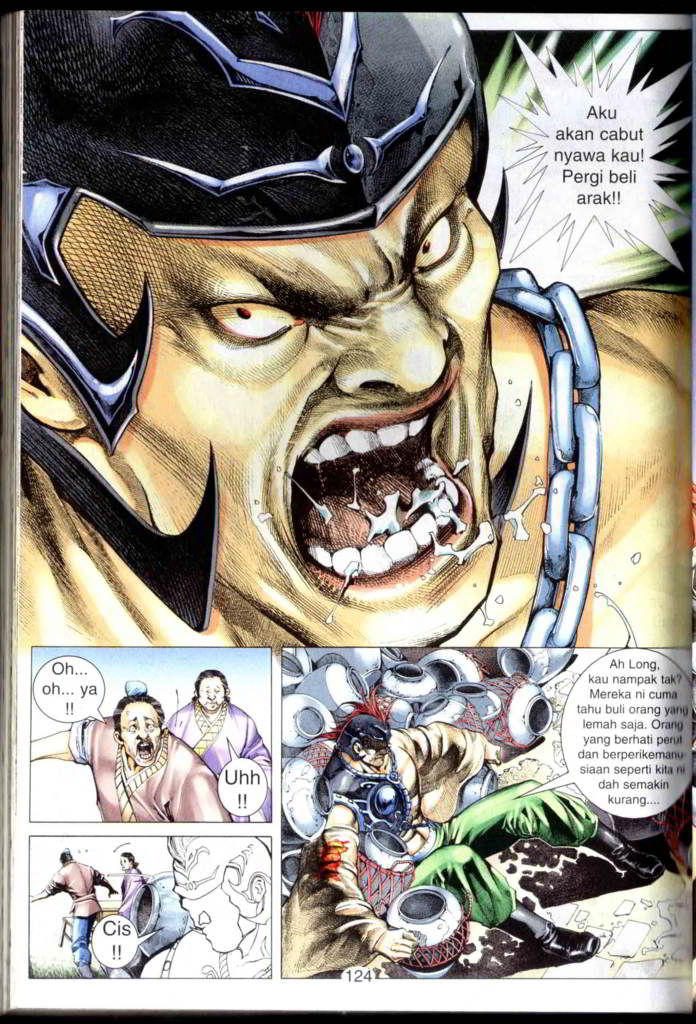 Aku
akan cabut
nyawa kau!
Pergi beli
arak!!
Oh...
oh... ya
!!
Uhh
!!
Cis
!!
Ah Long,
kau nampak tak?
Mereka ni cuma
tahu buli orang yang
lemah saja. Orang
yang berhati perut
dan berperikemanu
siaan seperti kita ni
dah semakin
kurang....
124